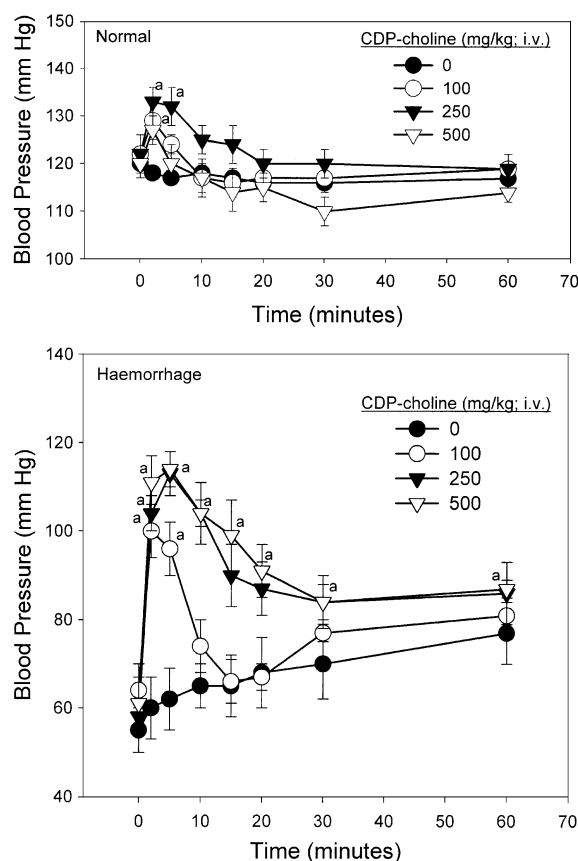 Normal
CDP-choline (mg/kg; i.v.)
0
100
250
500
a
a
a
150
140
130
120
110
100
Blood Pressure (mm Hg)
0 10 20 30 40 50 60 70
Time (minutes)
Haemorrhage
CDP-choline (mg/kg; i.v.)
0
100
250
500
a
a
a
a
a
a
a
a
a
a
140
120
100
80
60
40
Blood Pressure (mm Hg)
0 10 20 30 40 50 60 70
Time (minutes)